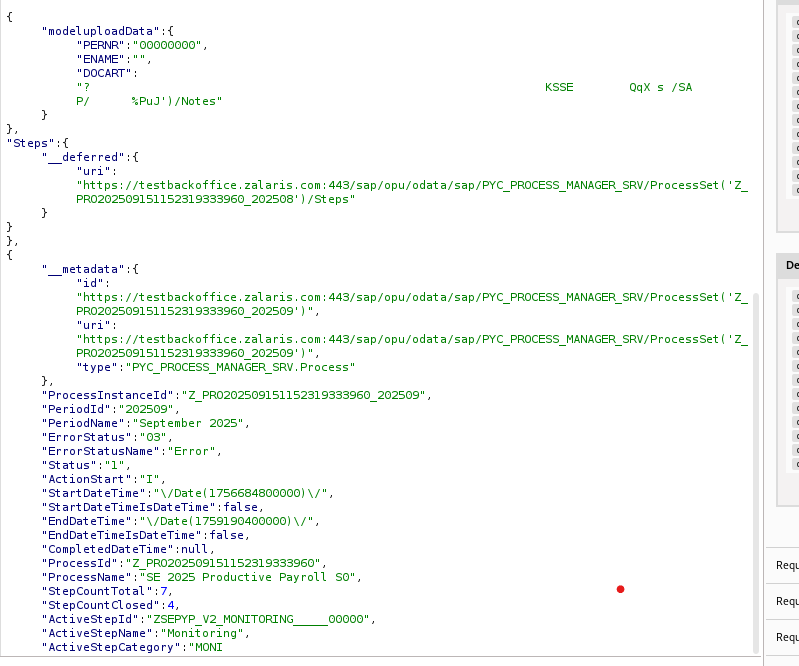 {
"modeluploadData":{
"PERNR":"00000000",
"ENAME":"",
"DOCART":
"? KSSE QqX s /SA
P/ %PuJ')/Notes"
}
},
"Steps":{
"__deferred":{
"uri":
"https://testbackoffice.zalaris.com:443/sap/opu/odata/sap/PYC_PROCESS_MANAGER_SRV/ProcessSet('Z_
PRO202509151152319333960_202508')/Steps"
}
}
},
{
"__metadata":{
"id":
"https://testbackoffice.zalaris.com:443/sap/opu/odata/sap/PYC_PROCESS_MANAGER_SRV/ProcessSet('Z_
PRO202509151152319333960_202509')",
"uri":
"https://testbackoffice.zalaris.com:443/sap/opu/odata/sap/PYC_PROCESS_MANAGER_SRV/ProcessSet('Z_
PRO202509151152319333960_202509')",
"type":"PYC_PROCESS_MANAGER_SRV.Process"
},
"ProcessInstanceId":"Z_PRO202509151152319333960_202509",
"PeriodId":"202509",
"PeriodName":"September 2025",
"ErrorStatus":"03",
"ErrorStatusName":"Error",
"Status":"1",
"ActionStart":"I",
"StartDateTime":"\/Date(1756684800000)\/",
"StartDateTimeIsDateTime":false,
"EndDateTime":"\/Date(1759190400000)\/",
"EndDateTimeIsDateTime":false,
"CompletedDateTime":null,
"ProcessId":"Z_PRO202509151152319333960",
"ProcessName":"SE 2025 Productive Payroll S0",
"StepCountTotal":7,
"StepCountClosed":4,
"ActiveStepId":"ZSEPYP_V2_MONITORING_____00000",
"ActiveStepName":"Monitoring",
"ActiveStepCategory":"MONI
De
Requ
Requ
Requ